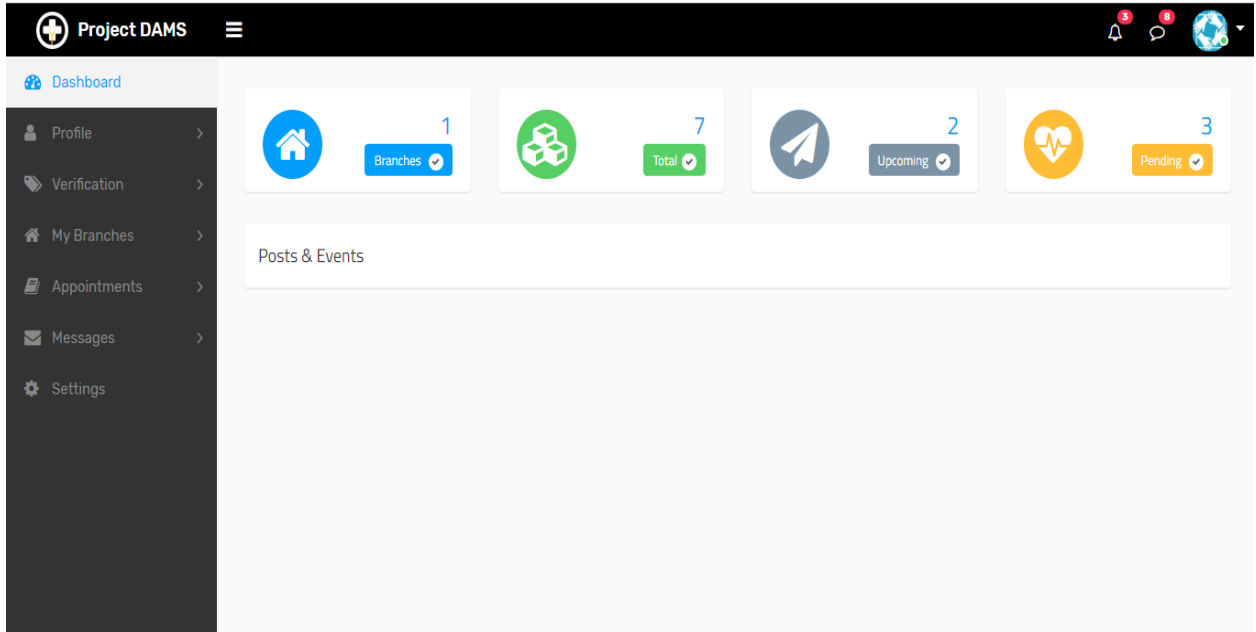 Project DAMS
3
8
Dashboard
Profile
Verification
My Branches
Appointments
Messages
Settings
1
Branches
7
Total
2
Upcoming
3
Pending
Posts & Events